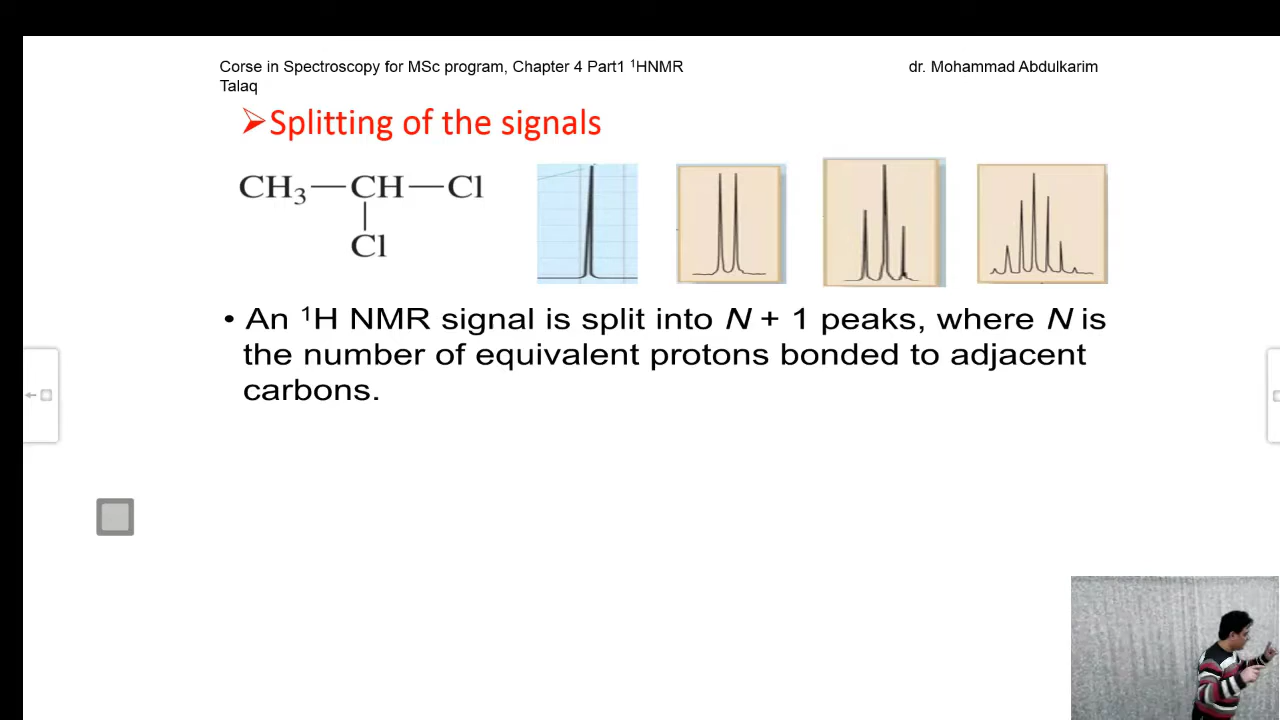 Corse in Spectroscopy for MSc program, Chapter 4 Part1 ¹HNMR dr. Mohammad Abdulkarim
Talaq
➢Splitting of the signals
CH₃—CH—Cl
Cl
• An ¹H NMR signal is split into N + 1 peaks, where N is
the number of equivalent protons bonded to adjacent
carbons.